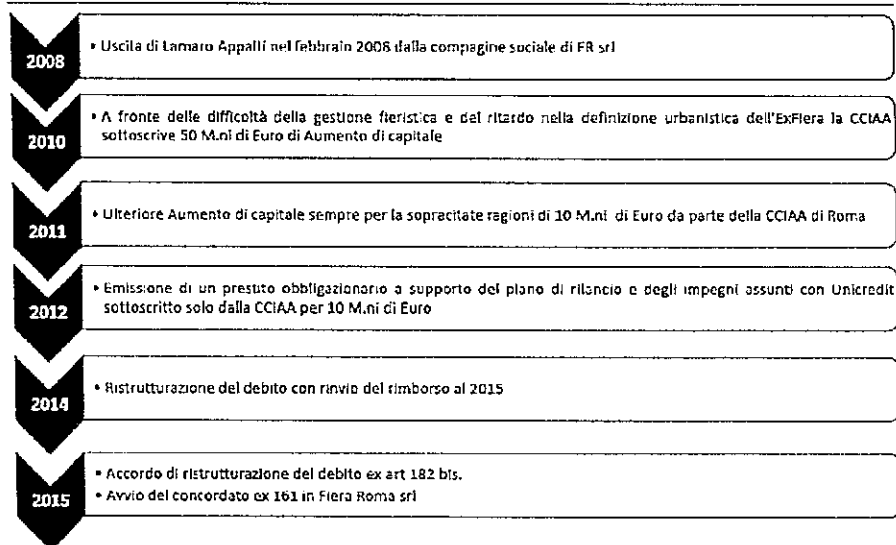 2008
• Uscita di Lamaro Appalti nel febbrain 2008 dalla compagine sociale di FR srl
2010
• A fronte delle difficoltà della gestione fieristica e del ritardo nella definizione urbanistica dell'ExFiera la CCIAA
sottoscrive 50 M.ni di Euro di Aumento di capitale
2011
• Ulteriore Aumento di capitale sempre per la sopracitate ragioni di 10 M.ni di Euro da parte della CCIAA di Roma
2012
• Emissione di un prestito obbligazionario a supporto del piano di rilancio e degli impegni assunti con Unicredit
sottoscritto solo dalla CCIAA per 10 M.ni di Euro
2014
• Ristrutturazione del debito con rinvio del rimborso al 2015
2015
• Accordo di ristrutturazione del debito ex art 182 bis.
• Avvio del concordato ex 161 in Fiera Roma srl